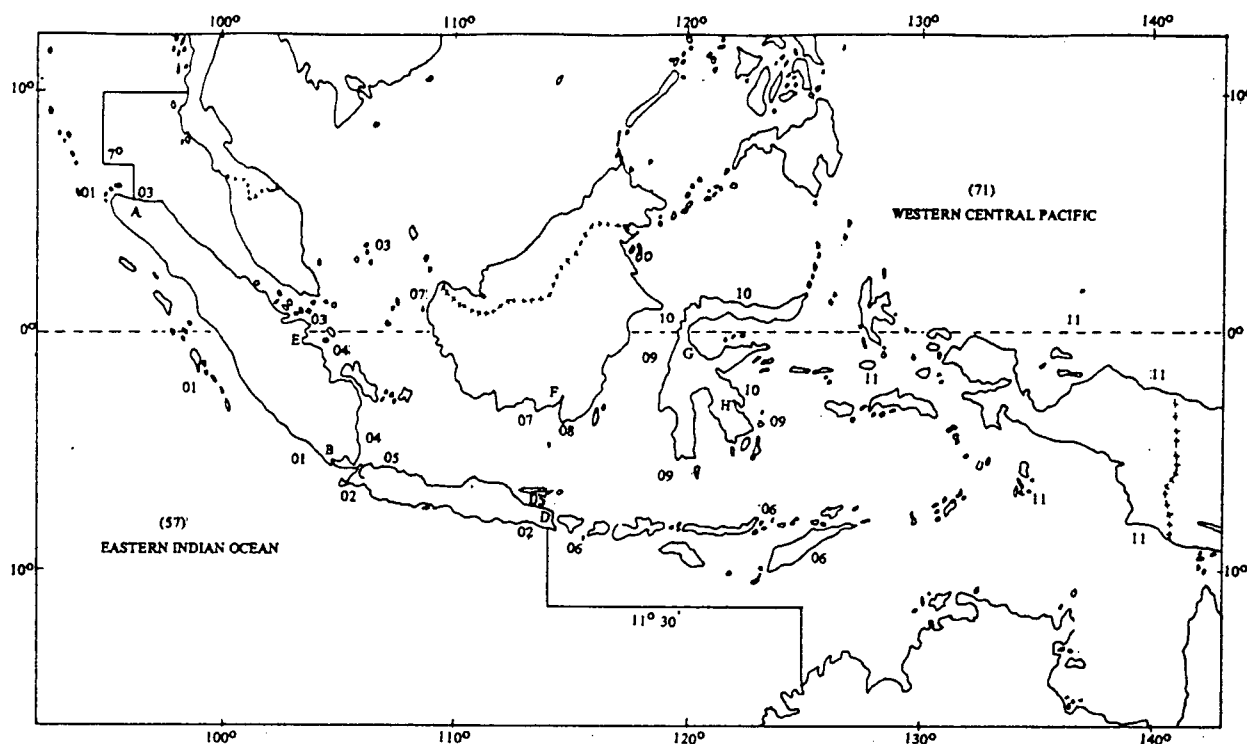 100° 110° 120° 130° 140°
10° 10°
7°
01 03
A
(71)
WESTERN CENTRAL PACIFIC
03
07
10
03 10 11
0° 0°
E 04 09 G
01 11 11
F 10
07 08 H 09
04
01 B 05 09
02 05 11
(57) D 06
EASTERN INDIAN OCEAN 02 06 06 11
10° 10°
11° 30'
100° 110° 120° 130° 140°